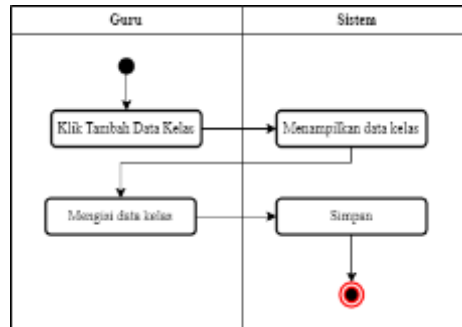 Guru
Sistem
Klik Tambah Data Kelas
Menampilkan data kelas
Mengisi data kelas
Simpan